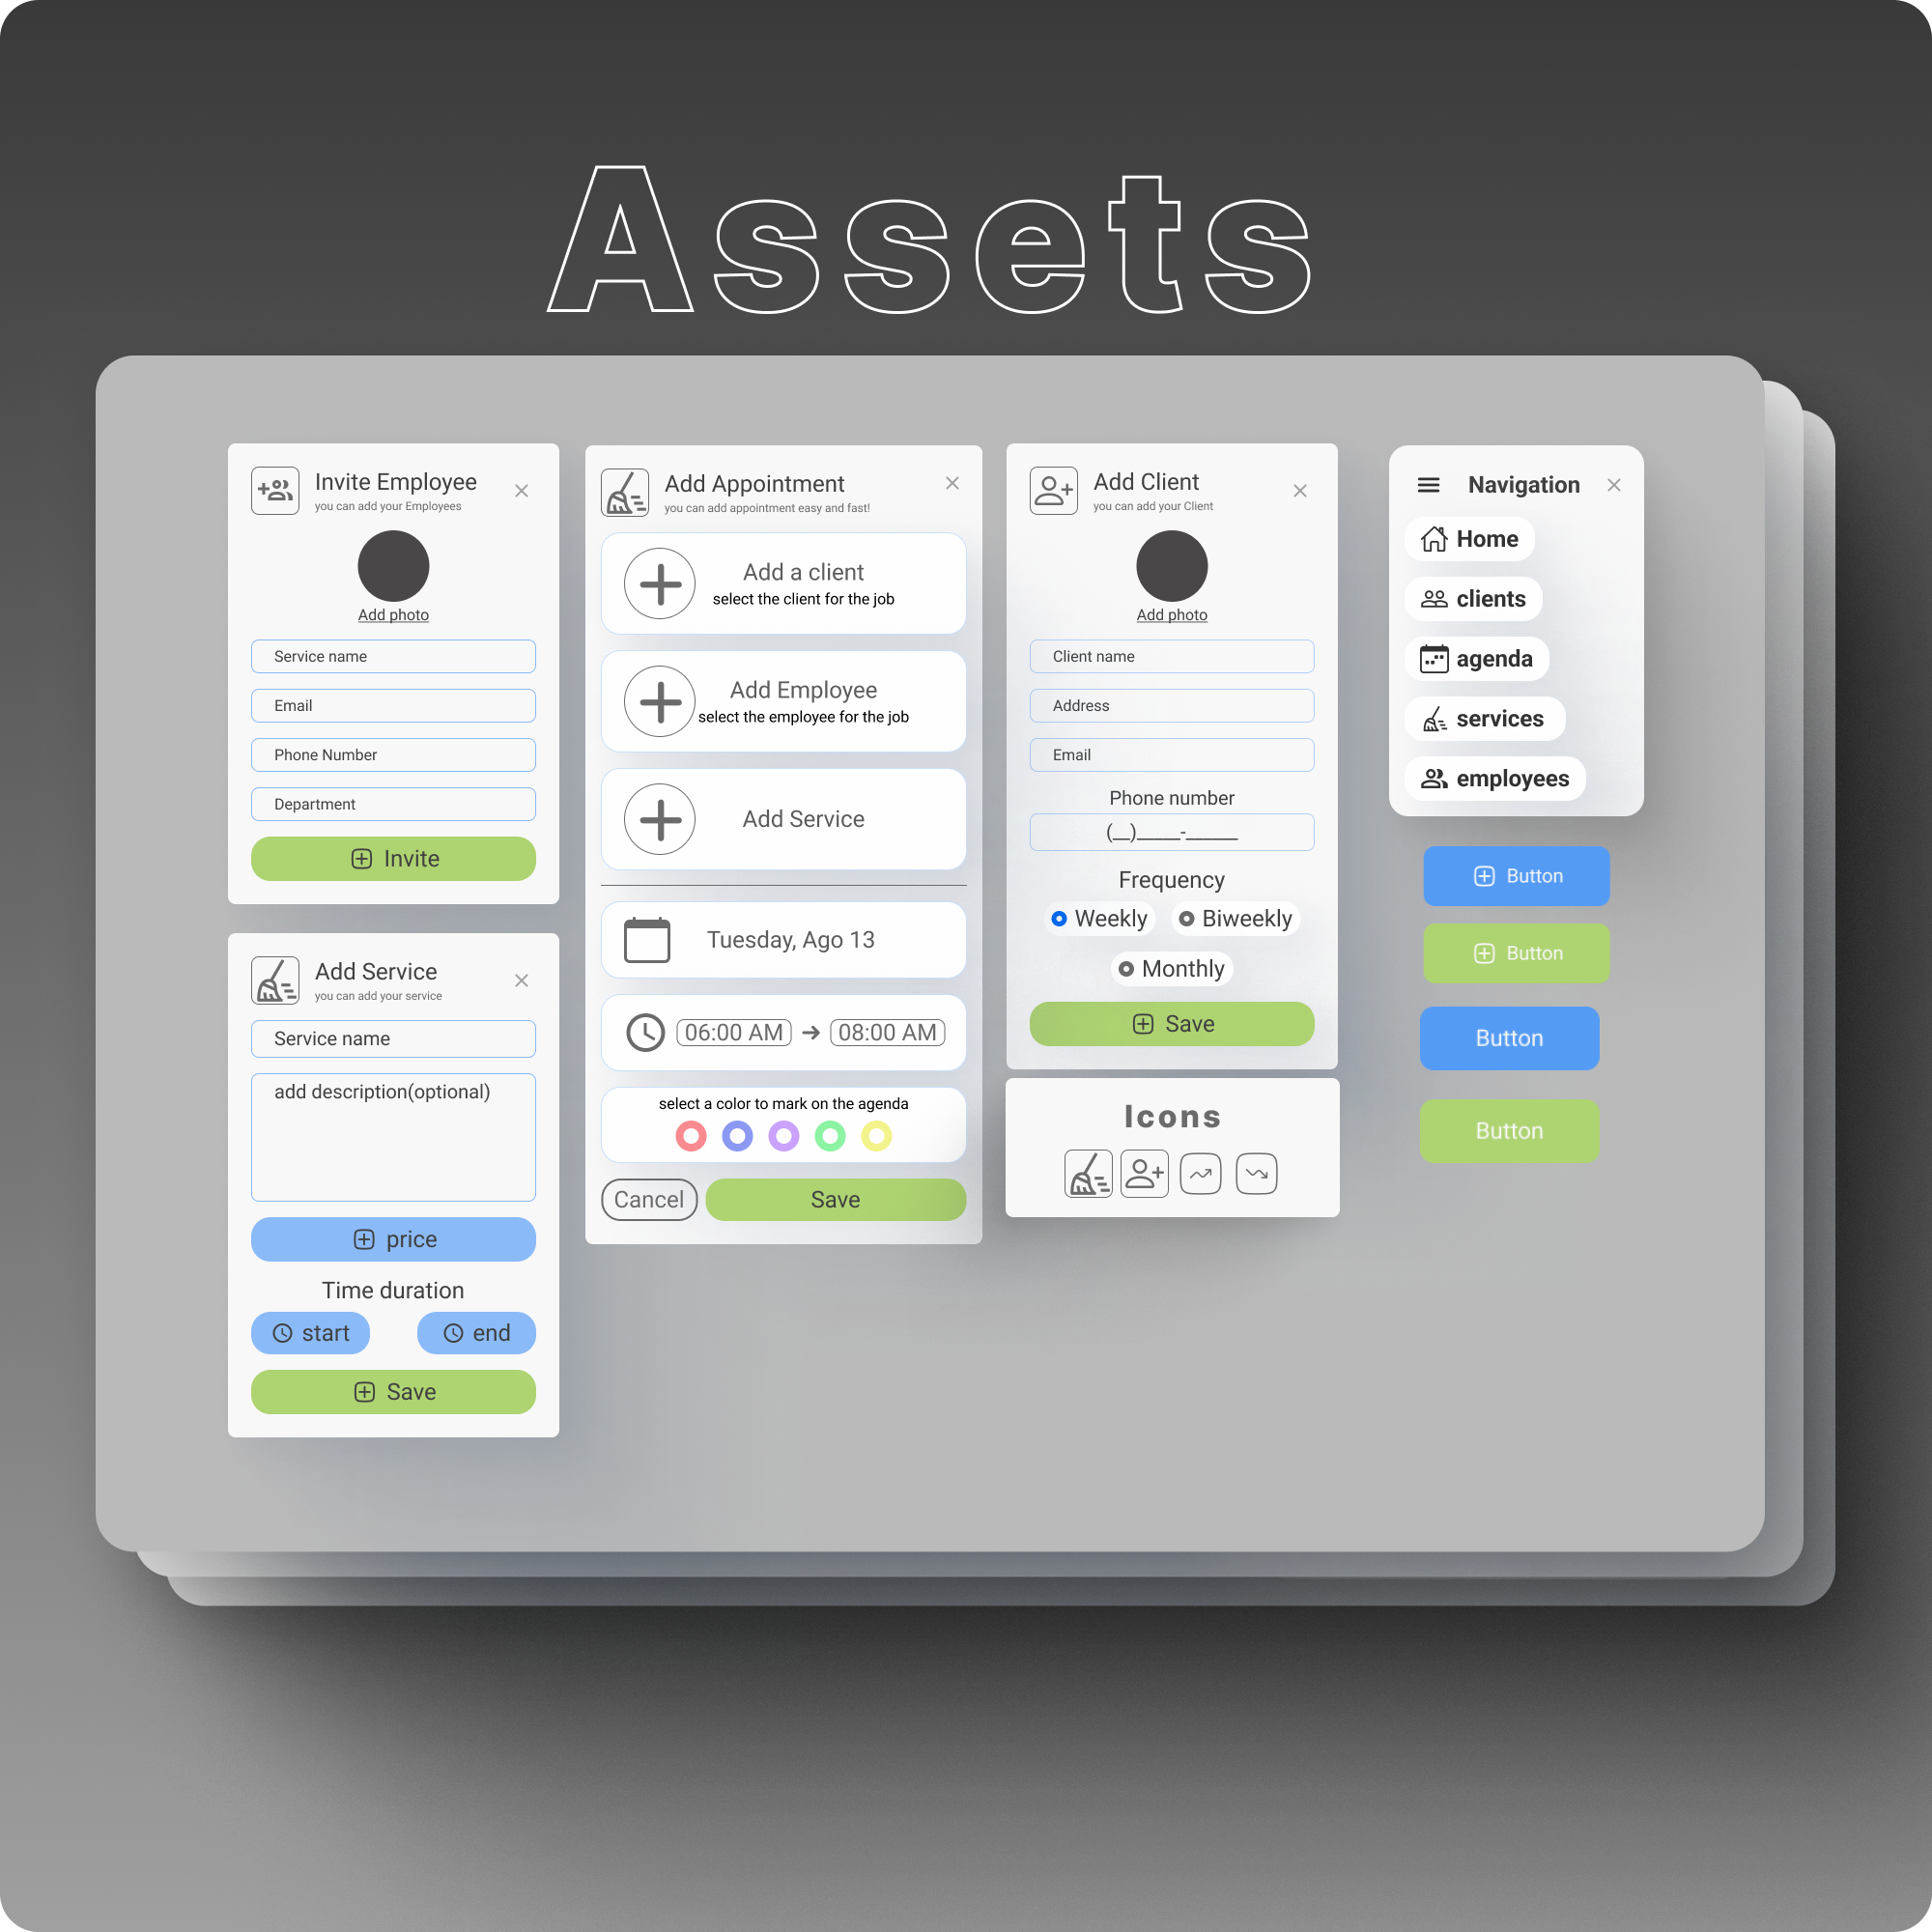 Assets
Invite Employee
you can add your Employees
Add photo
Service name
Email
Phone Number
Department
Invite
Add Service
you can add your service
Service name
add description(optional)
price
Time duration
start
end
Save
Add Appointment
you can add appointment easy and fast!
Add a client
select the client for the job
Add Employee
select the employee for the job
Add Service
Tuesday, Ago 13
06:00 AM → 08:00 AM
select a color to mark on the agenda
Cancel
Save
Add Client
you can add your Client
Add photo
Client name
Address
Email
Phone number
(__)_____-______
Frequency
Weekly
Biweekly
Monthly
Save
Icons
Navigation
Home
clients
agenda
services
employees
Button
Button
Button
Button